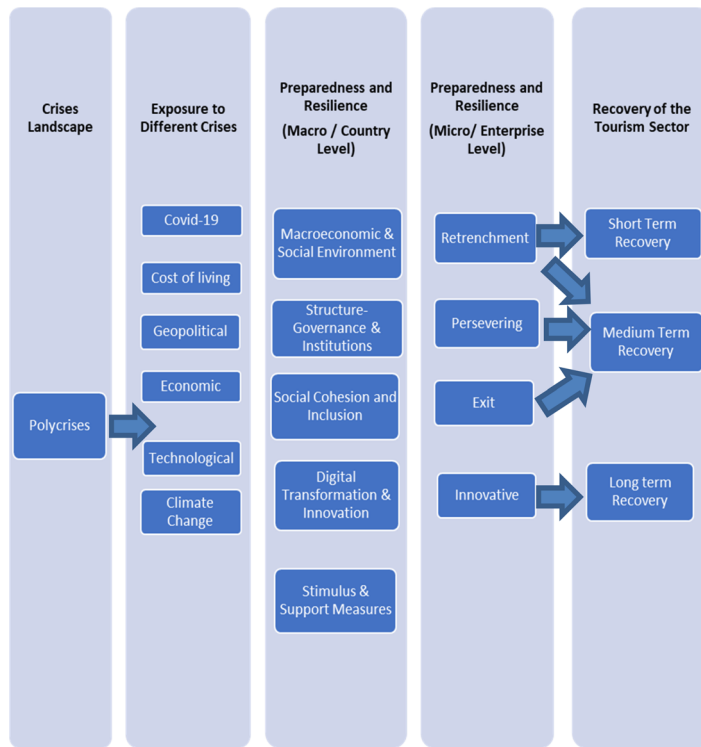 Crises
Landscape
Polycrises
Exposure to
Different Crises
Covid-19
Cost of living
Geopolitical
Economic
Technological
Climate
Change
Preparedness and
Resilience
(Macro / Country
Level)
Macroeconomic &
Social Environment
Structure-
Governance &
Institutions
Social Cohesion and
Inclusion
Digital
Transformation &
Innovation
Stimulus &
Support Measures
Preparedness and
Resilience
(Micro/ Enterprise
Level)
Retrenchment
Persevering
Exit
Innovative
Recovery of the
Tourism Sector
Short Term
Recovery
Medium Term
Recovery
Long term
Recovery